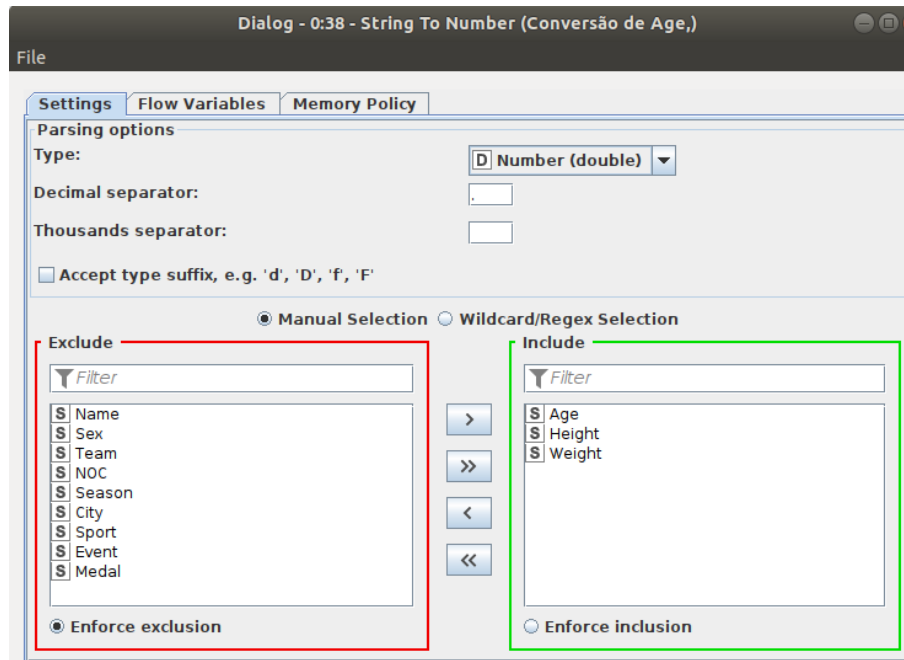 Dialog - 0:38 - String To Number (Conversão de Age,)
File
Settings Flow Variables Memory Policy
Parsing options
Type: D Number (double)
Decimal separator: .
Thousands separator:
Accept type suffix, e.g. 'd', 'D', 'f', 'F'
Manual Selection Wildcard/Regex Selection
Exclude
Filter
S Name
S Sex
S Team
S NOC
S Season
S City
S Sport
S Event
S Medal
Enforce exclusion
>
>>
<
<<
Include
Filter
S Age
S Height
S Weight
Enforce inclusion